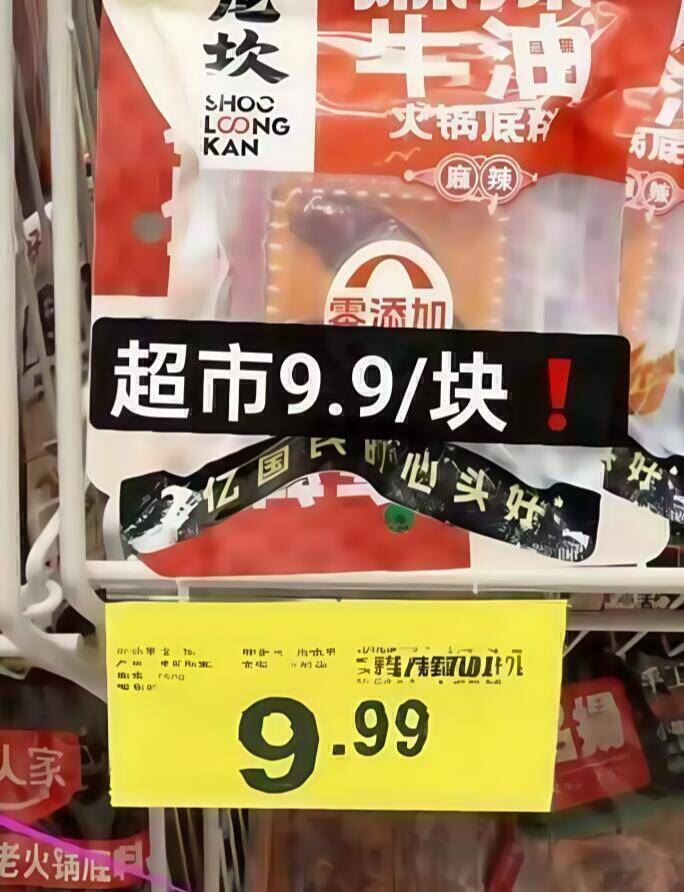 坎
SHOO
LOONG
KAN
牛油
火锅底料
麻辣
零添加
超市9.9/块❗
亿国民的心头好
9.99
人家
老火锅底料